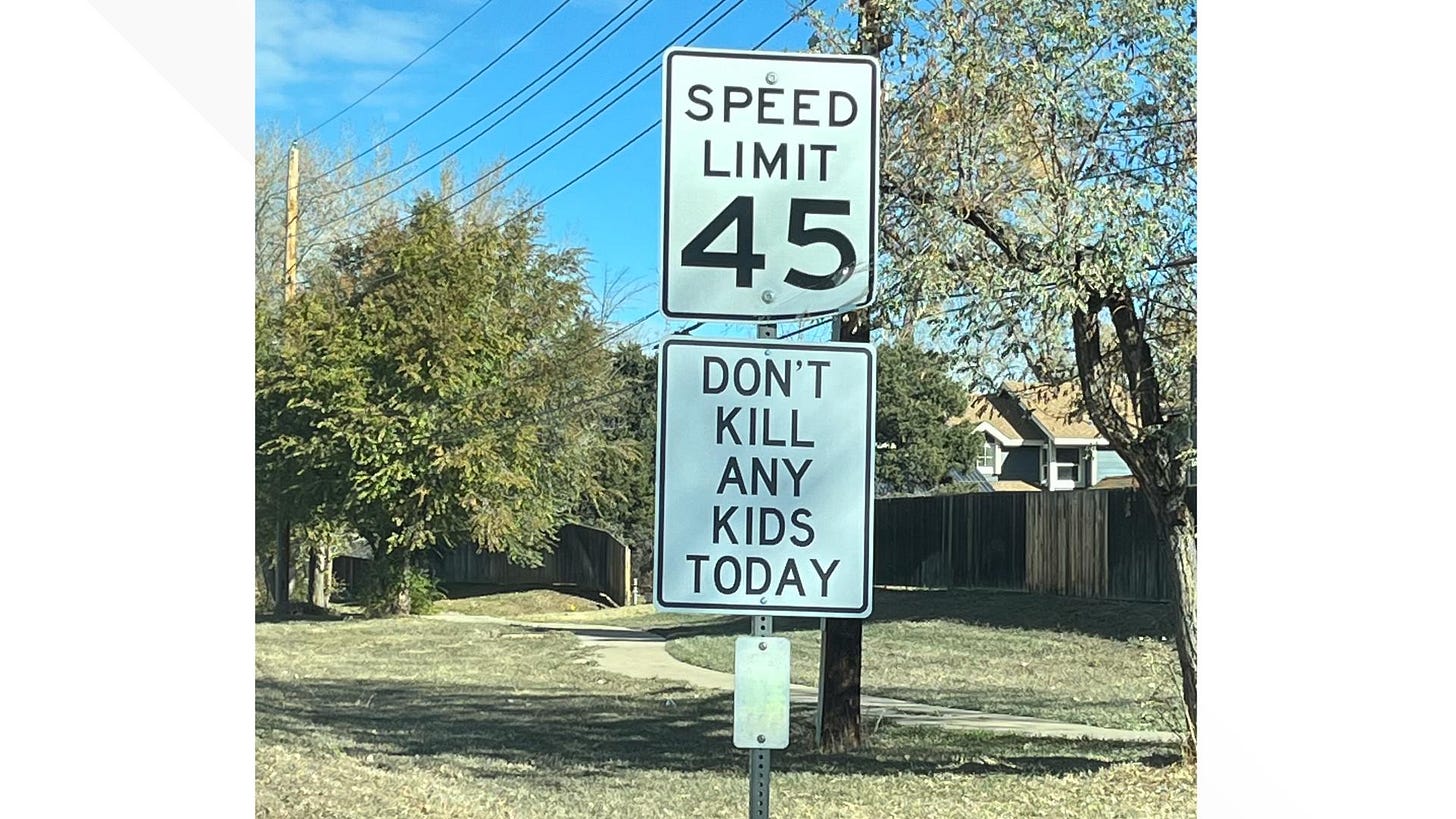 SPEED
LIMIT
45
DON'T
KILL
ANY
KIDS
TODAY